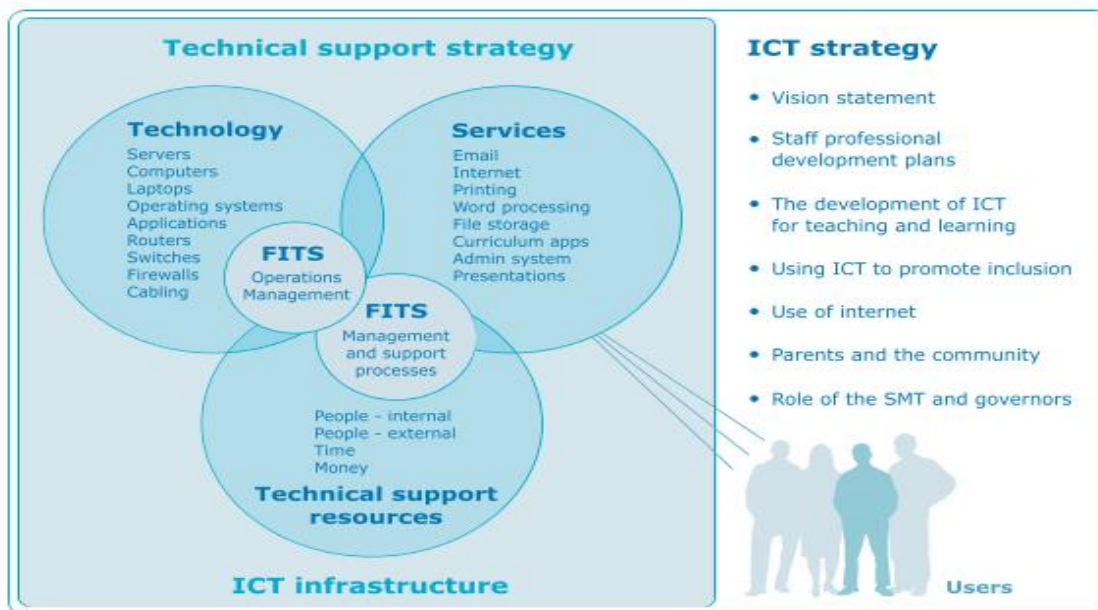 Technical support strategy
Technology
Servers
Computers
Laptops
Operating systems
Applications
Routers
Switches
Firewalls
Cabling
Services
Email
Internet
Printing
Word processing
File storage
Curriculum apps
Admin system
Presentations
FITS
Operations
Management
FITS
Management
and support
processes
People - internal
People - external
Time
Money
Technical support
resources
ICT infrastructure
ICT strategy
• Vision statement
• Staff professional
development plans
• The development of ICT
for teaching and learning
• Using ICT to promote inclusion
• Use of internet
• Parents and the community
• Role of the SMT and governors
Users